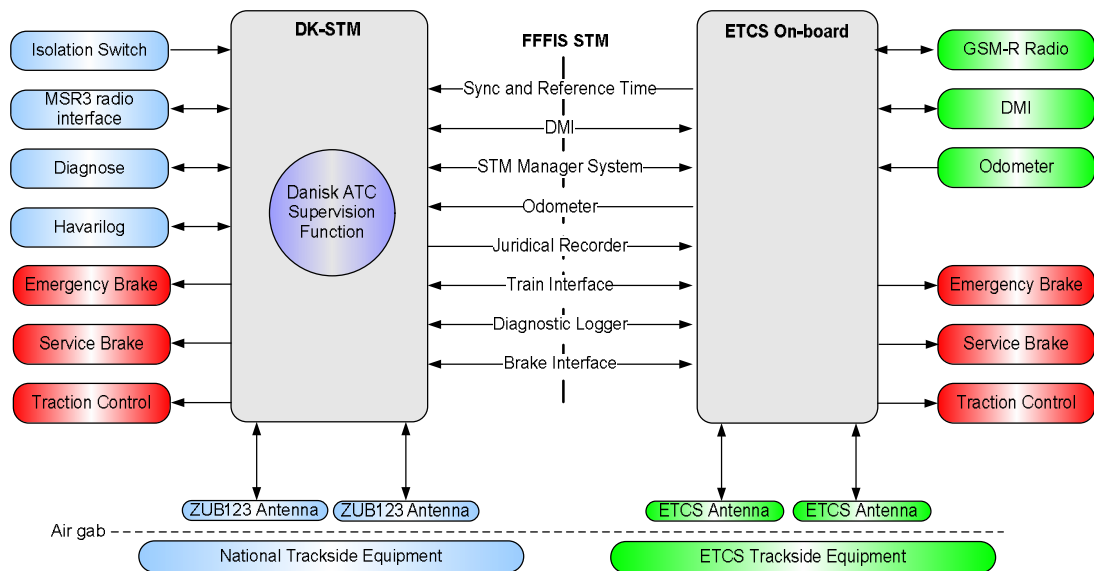 DK-STM
FFFIS STM
ETCS On-board
Isolation Switch
MSR3 radio
interface
Diagnose
Havarilog
Emergency Brake
Service Brake
Traction Control
Danisk ATC
Supervision
Function
Sync and Reference Time
DMI
STM Manager System
Odometer
Juridical Recorder
Train Interface
Diagnostic Logger
Brake Interface
GSM-R Radio
DMI
Odometer
Emergency Brake
Service Brake
Traction Control
ZUB123 Antenna
ZUB123 Antenna
ETCS Antenna
ETCS Antenna
Air gab
National Trackside Equipment
ETCS Trackside Equipment